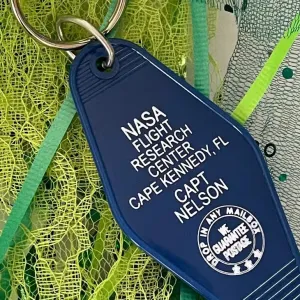 NASA
FLIGHT
RESEARCH
CENTER
CAPE KENNEDY, FL
CAPT
NELSON
DROP IN ANY MAILBOX
WE
GUARANTEE
POSTAGE